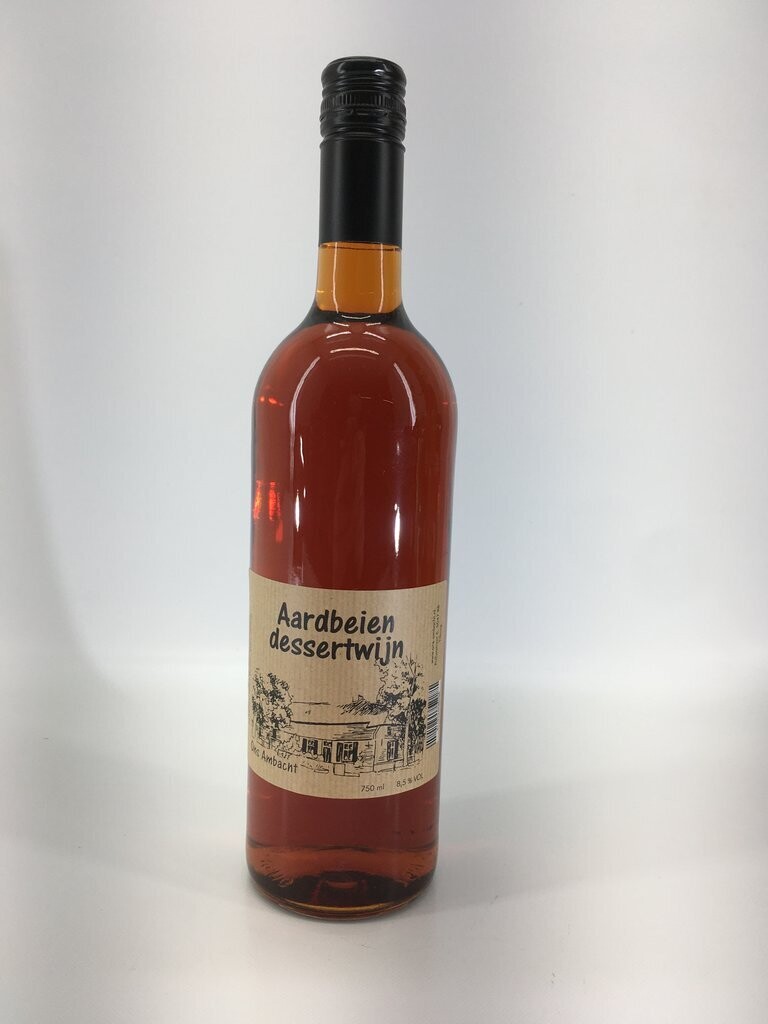 Aardbeien
dessertwijn
Ons Ambacht
750 ml 8,5 % VOL